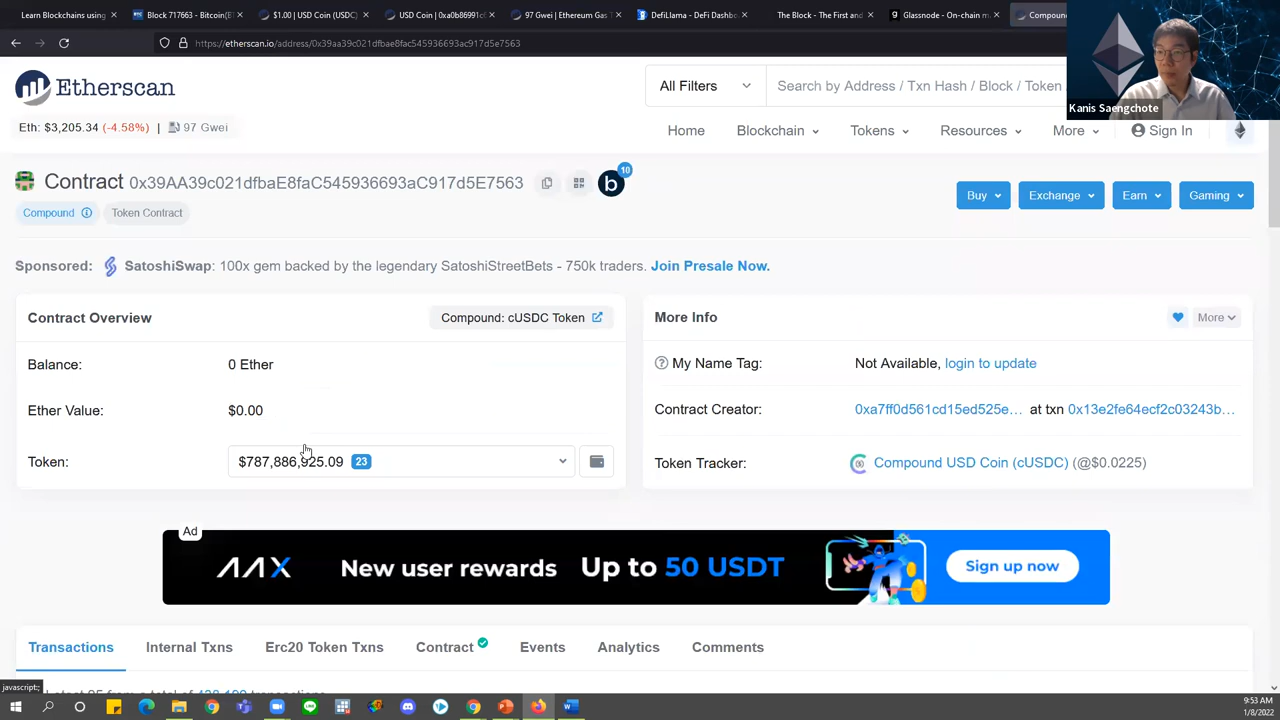 Learn Blockchains using
Block 717663 - Bitcoin(B
$1.00 | USD Coin (USDC)
USD Coin | 0xa0b86991c
97 Gwei | Ethereum Gas
DefiLlama - DeFi Dashboa
The Block - The First and
Glassnode - On-chain ma
Compound
https://etherscan.io/address/0x39aa39c021dfbae8fac545936693ac917d5e7563
Kanis Saengchote
Etherscan
All Filters
Search by Address / Txn Hash / Block / Token /
Eth: $3,205.34 (-4.58%) | 97 Gwei
Home
Blockchain
Tokens
Resources
More
Sign In
Contract 0x39AA39c021dfbaE8faC545936693aC917d5E7563
b
10
Compound
Token Contract
Buy
Exchange
Earn
Gaming
Sponsored: SatoshiSwap: 100x gem backed by the legendary SatoshiStreetBets - 750k traders. Join Presale Now.
Contract Overview
Compound: cUSDC Token
Balance:
0 Ether
Ether Value:
$0.00
Token:
$787,886,925.09 23
More Info
More
My Name Tag:
Not Available, login to update
Contract Creator:
0xa7ff0d561cd15ed525e... at txn 0x13e2fe64ecf2c03243b...
Token Tracker:
Compound USD Coin (cUSDC) (@$0.0225)
Ad
AAX
New user rewards
Up to 50 USDT
Sign up now
Transactions
Internal Txns
Erc20 Token Txns
Contract
Events
Analytics
Comments
javascript:;
9:53 AM
1/8/2022